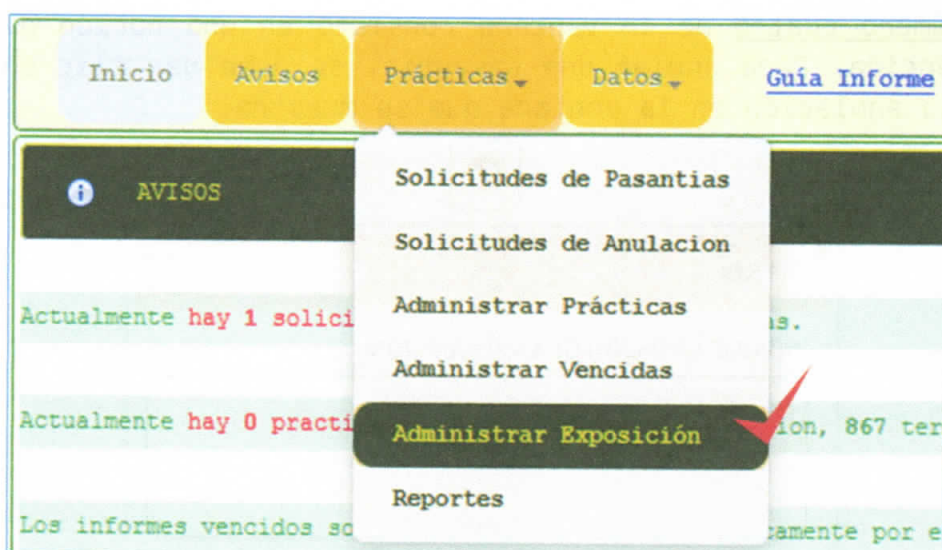 Inicio Avisos Prácticas Datos Guía Informe
AVISOS
Solicitudes de Pasantias
Solicitudes de Anulacion
Administrar Prácticas
Actualmente hay 1 solici as.
Administrar Vencidas
Actualmente hay 0 practi ion, 867 ter
Administrar Exposición
Reportes
Los informes vencidos so camente por e